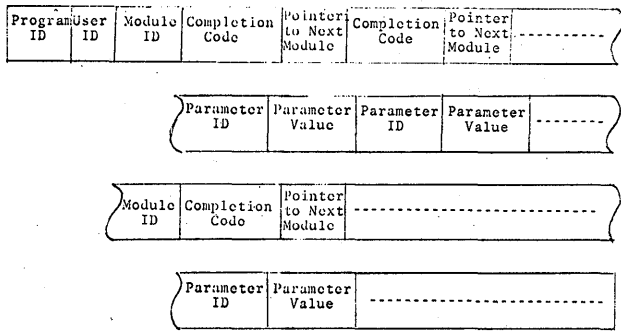 Program ID User ID Module ID Completion Code Pointer to Next Module Completion Code Pointer to Next Module
Parameter ID Parameter Value Parameter ID Parameter Value
Module ID Completion Code Pointer to Next Module
Parameter ID Parameter Value